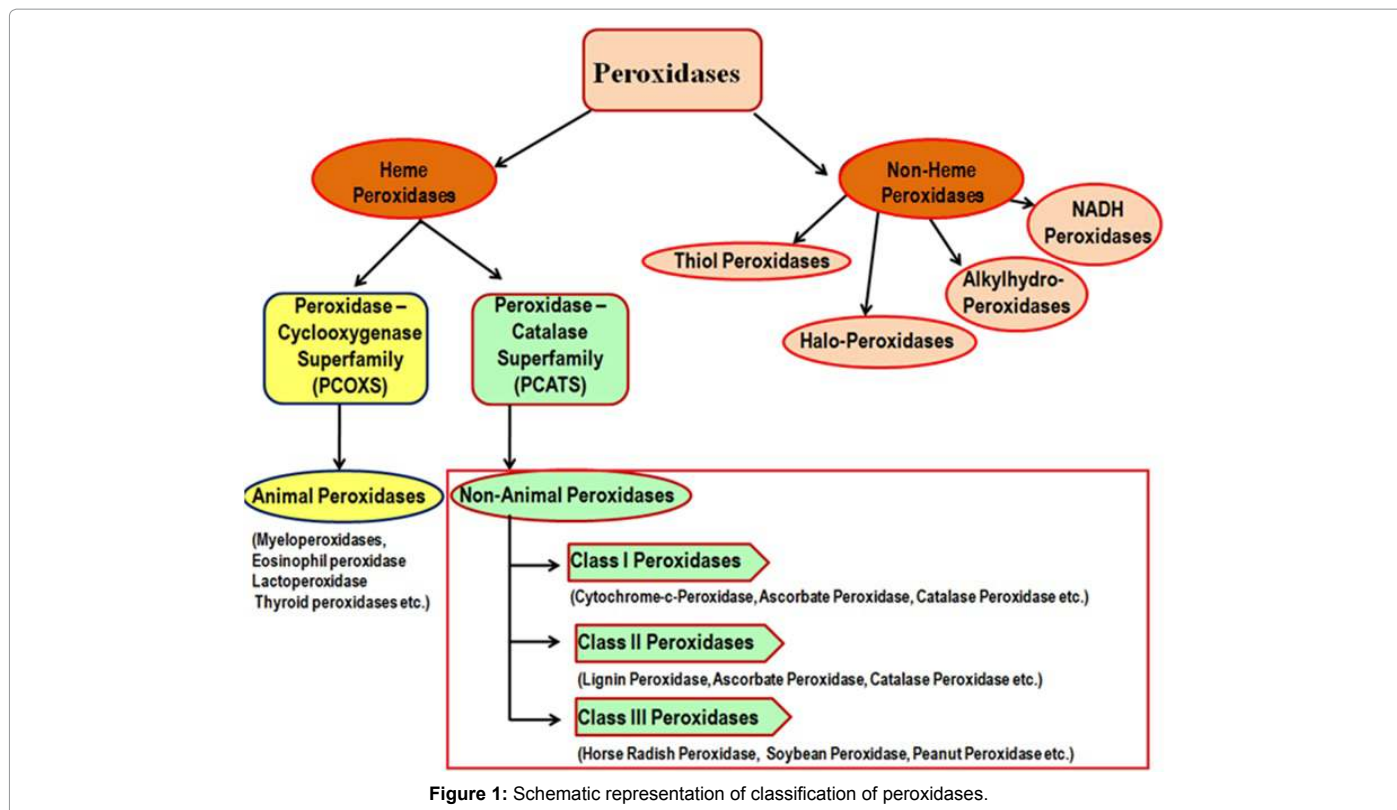 Peroxidases
Heme
Peroxidases
Non-Heme
Peroxidases
NADH
Peroxidases
Thiol Peroxidases
Alkylhydro-
Peroxidases
Halo-Peroxidases
Peroxidase –
Cyclooxygenase
Superfamily
(PCOXS)
Peroxidase –
Catalase
Superfamily
(PCATS)
Animal Peroxidases
(Myeloperoxidases,
Eosinophil peroxidase
Lactoperoxidase
Thyroid peroxidases etc.)
Non-Animal Peroxidases
Class I Peroxidases
(Cytochrome-c-Peroxidase, Ascorbate Peroxidase, Catalase Peroxidase etc.)
Class II Peroxidases
(Lignin Peroxidase, Ascorbate Peroxidase, Catalase Peroxidase etc.)
Class III Peroxidases
(Horse Radish Peroxidase, Soybean Peroxidase, Peanut Peroxidase etc.)
Figure 1: Schematic representation of classification of peroxidases.